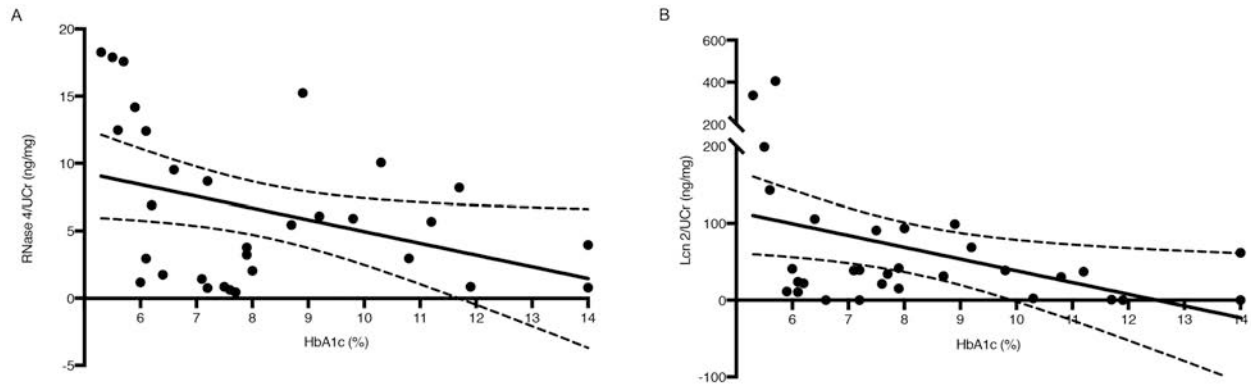 A
20
15
10
5
0
-5
RNase 4/UCr (ng/mg)
6 7 8 9 10 11 12 13 14
HbA1c (%)
B
600
400
200
200
100
0
-100
Lcn 2/UCr (ng/mg)
6 7 8 9 10 11 12 13 14
HbA1c (%)